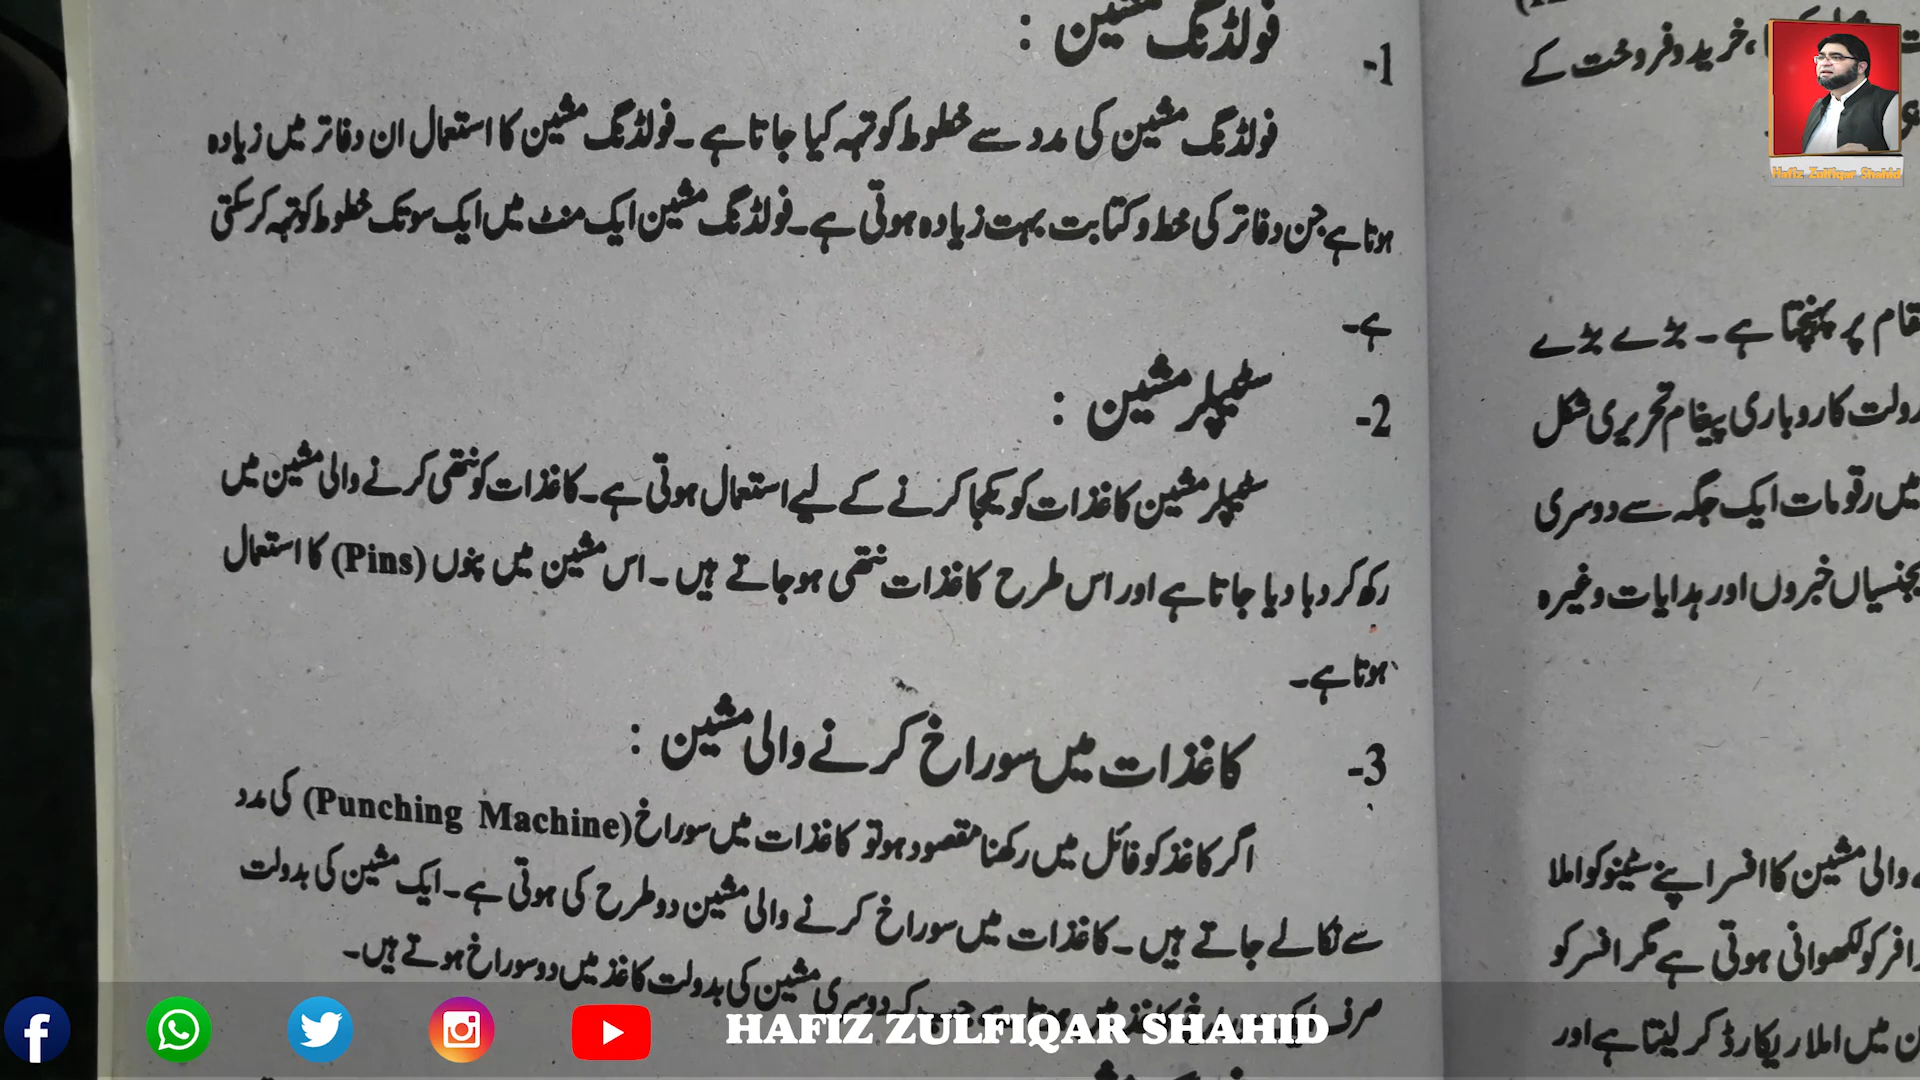 1- فولڈنگ مشین :
فولڈنگ مشین کی مدد سے خطوط کو تہہ کیا جاتا ہے۔ فولڈنگ مشین کا استعمال ان دفاتر میں زیادہ
ہوتا ہے جن دفاتر کی خط و کتابت بہت زیادہ ہوتی ہے۔ فولڈنگ مشین ایک منٹ میں ایک سو تک خطوط کو تہہ کر سکتی
ہے۔
2- سٹیپلر مشین :
سٹیپلر مشین کاغذات کو یکجا کرنے کے لیے استعمال ہوتی ہے۔ کاغذات کو نتھی کرنے والی مشین میں
رکھ کر دبا دیا جاتا ہے اور اس طرح کاغذات نتھی ہو جاتے ہیں۔ اس مشین میں پنوں (Pins) کا استعمال
ہوتا ہے۔
3- کاغذات میں سوراخ کرنے والی مشین :
اگر کاغذ کو فائل میں رکھنا مقصود ہو تو کاغذات میں سوراخ (Punching Machine) کی مدد
سے نکالے جاتے ہیں۔ کاغذات میں سوراخ کرنے والی مشین دو طرح کی ہوتی ہے۔ ایک مشین کی بدولت
صرف دوسری مشین کی بدولت کاغذ میں دو سوراخ ہوتے ہیں۔
، خرید و فروخت کے
پر پہنچتا ہے۔ بڑے بڑے
کاروباری پیغام تحریری شکل
میں رقومات ایک جگہ سے دوسری
خبروں اور ہدایات وغیرہ
والی مشین کا افسر اپنے سٹینو کو املا
کو لکھوانی ہوتی ہے مگر افسر کو
میں املا ریکارڈ کر لیتا ہے اور
Hafiz Zulfiqar Shahid
HAFIZ ZULFIQAR SHAHID